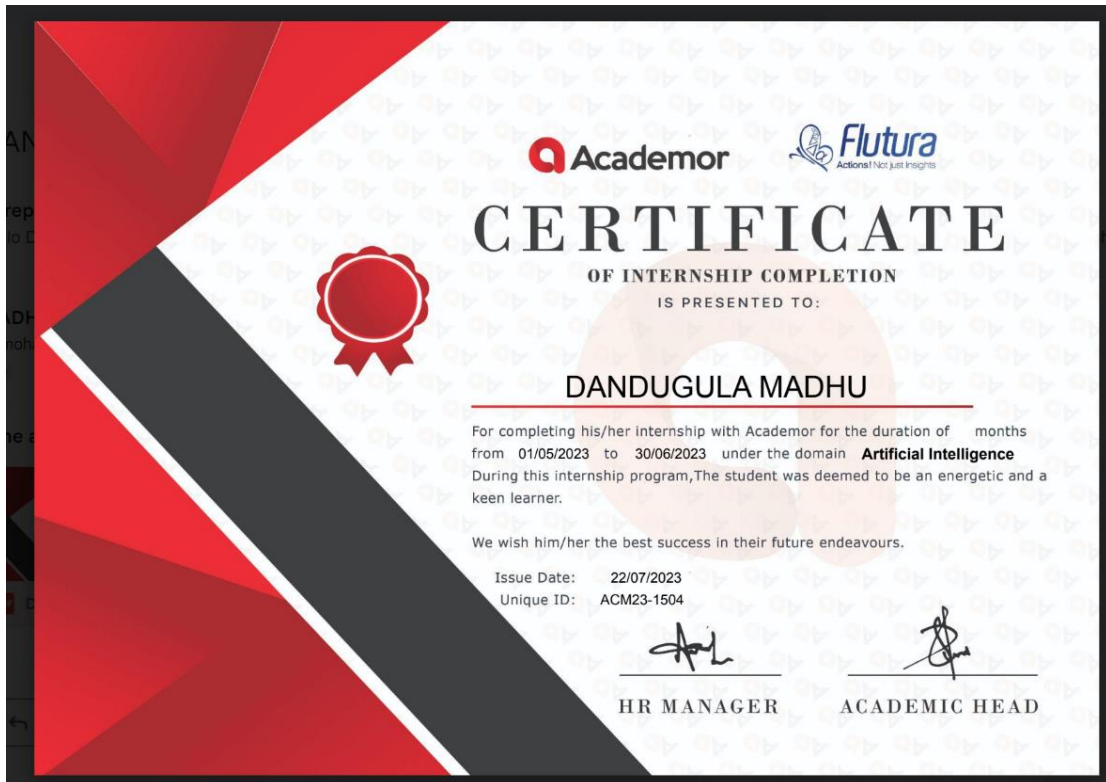 Academor
Flutura
Actions! Not just Insights
CERTIFICATE
OF INTERNSHIP COMPLETION
IS PRESENTED TO:
DANDUGULA MADHU
For completing his/her internship with Academor for the duration of months
from 01/05/2023 to 30/06/2023 under the domain Artificial Intelligence
During this internship program,The student was deemed to be an energetic and a
keen learner.
We wish him/her the best success in their future endeavours.
Issue Date: 22/07/2023
Unique ID: ACM23-1504
HR MANAGER
ACADEMIC HEAD